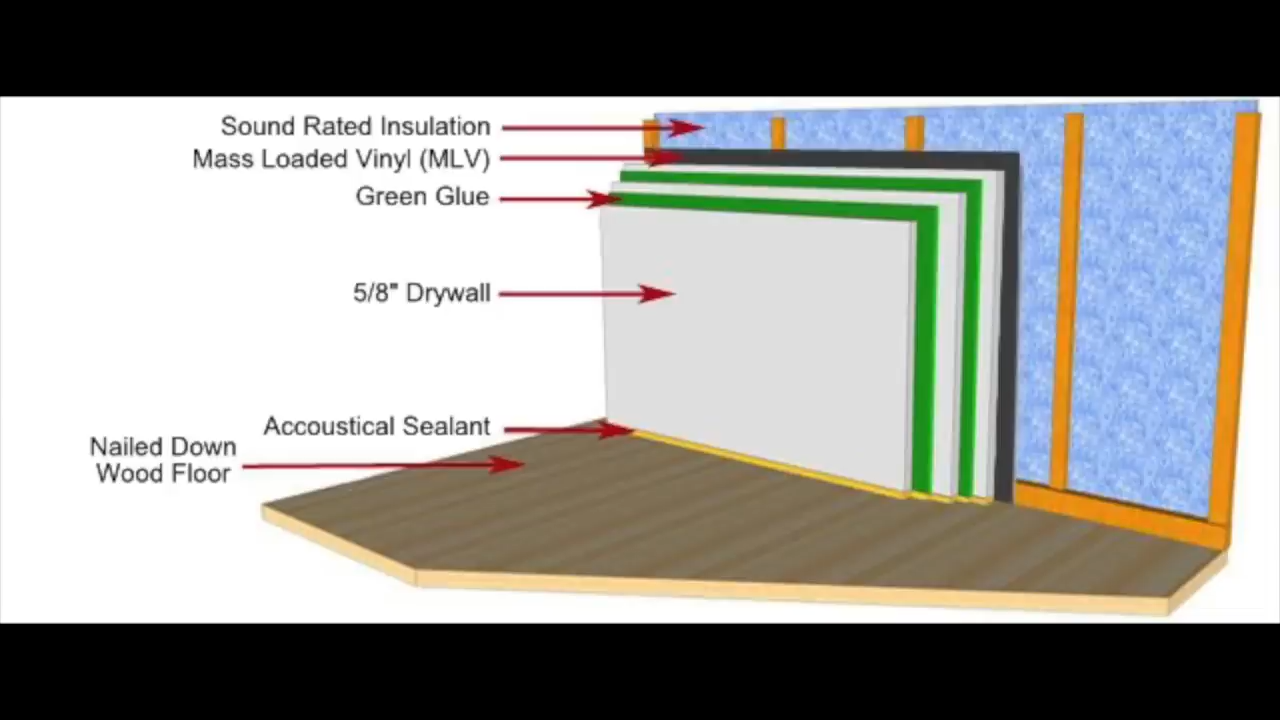 Sound Rated Insulation
Mass Loaded Vinyl (MLV)
Green Glue
5/8" Drywall
Accoustical Sealant
Nailed Down
Wood Floor